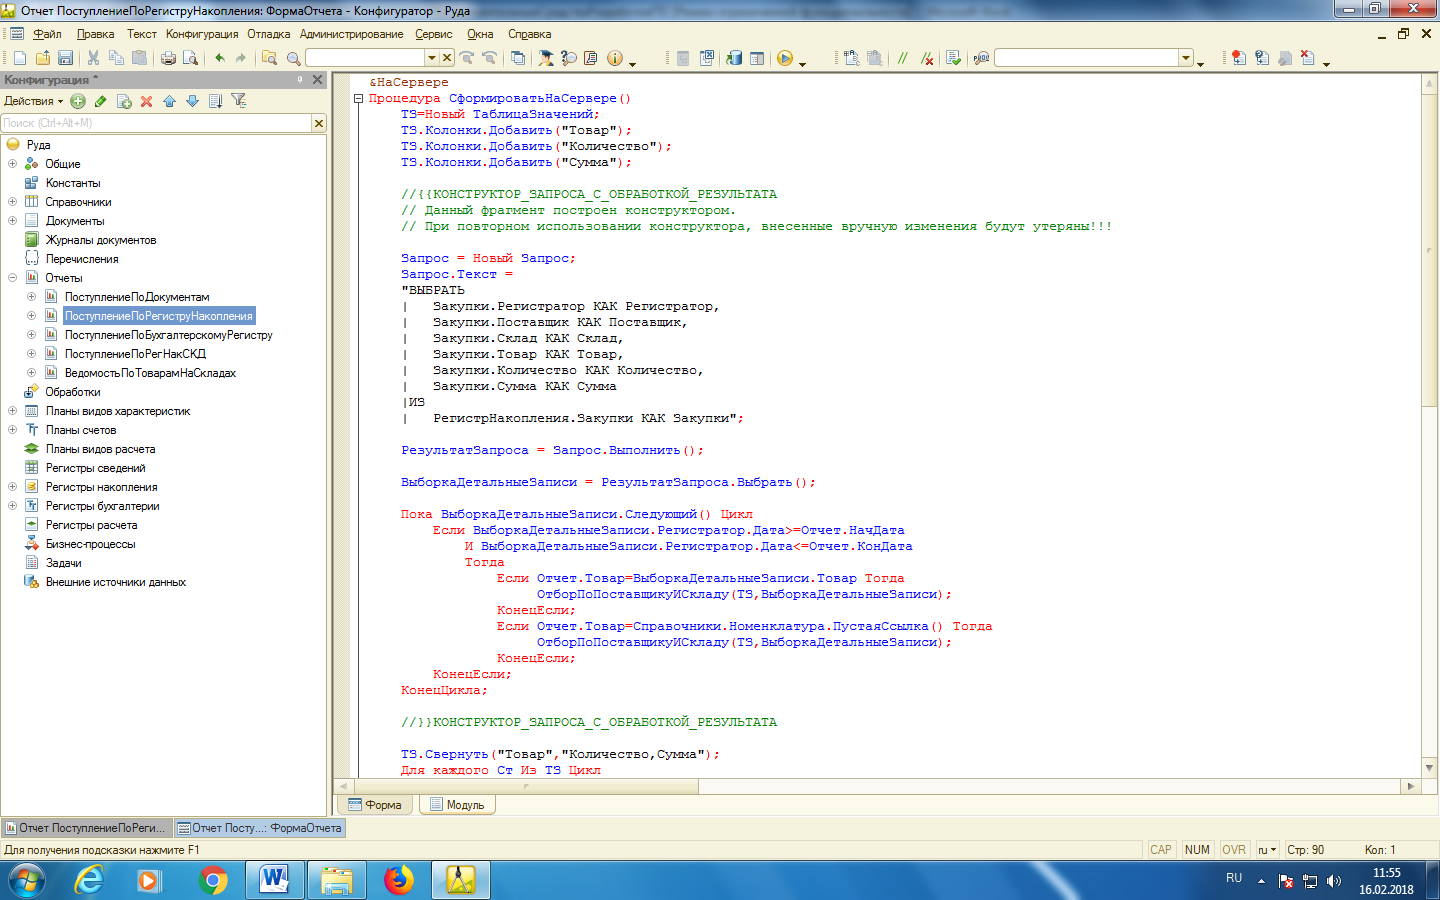 Отчет ПоступлениеПоРегиструНакопления: ФормаОтчета - Конфигуратор - Руда
Файл Правка Текст Конфигурация Отладка Администрирование Сервис Окна Справка
Конфигурация *
Действия
Поиск (Ctrl+Alt+M)
Руда
Общие
Константы
Справочники
Документы
Журналы документов
Перечисления
Отчеты
ПоступлениеПоДокументам
ПоступлениеПоРегиструНакопления
ПоступлениеПоБухгалтерскомуРегистру
ПоступлениеПоРегНакСКД
ВедомостьПоТоварамНаСкладах
Обработки
Планы видов характеристик
Планы счетов
Планы видов расчета
Регистры сведений
Регистры накопления
Регистры бухгалтерии
Регистры расчета
Бизнес-процессы
Задачи
Внешние источники данных
&НаСервере
Процедура СформироватьНаСервере()
ТЗ=Новый ТаблицаЗначений;
ТЗ.Колонки.Добавить("Товар");
ТЗ.Колонки.Добавить("Количество");
ТЗ.Колонки.Добавить("Сумма");
//{{КОНСТРУКТОР_ЗАПРОСА_С_ОБРАБОТКОЙ_РЕЗУЛЬТАТА
// Данный фрагмент построен конструктором.
// При повторном использовании конструктора, внесенные вручную изменения будут утеряны!!!
Запрос = Новый Запрос;
Запрос.Текст =
"ВЫБРАТЬ
| Закупки.Регистратор КАК Регистратор,
| Закупки.Поставщик КАК Поставщик,
| Закупки.Склад КАК Склад,
| Закупки.Товар КАК Товар,
| Закупки.Количество КАК Количество,
| Закупки.Сумма КАК Сумма
|ИЗ
| РегистрНакопления.Закупки КАК Закупки";
РезультатЗапроса = Запрос.Выполнить();
ВыборкаДетальныеЗаписи = РезультатЗапроса.Выбрать();
Пока ВыборкаДетальныеЗаписи.Следующий() Цикл
Если ВыборкаДетальныеЗаписи.Регистратор.Дата>=Отчет.НачДата
И ВыборкаДетальныеЗаписи.Регистратор.Дата<=Отчет.КонДата
Тогда
Если Отчет.Товар=ВыборкаДетальныеЗаписи.Товар Тогда
ОтборПоПоставщикуИСкладу(ТЗ,ВыборкаДетальныеЗаписи);
КонецЕсли;
Если Отчет.Товар=Справочники.Номенклатура.ПустаяСсылка() Тогда
ОтборПоПоставщикуИСкладу(ТЗ,ВыборкаДетальныеЗаписи);
КонецЕсли;
КонецЕсли;
КонецЦикла;
//}}КОНСТРУКТОР_ЗАПРОСА_С_ОБРАБОТКОЙ_РЕЗУЛЬТАТА
ТЗ.Свернуть("Товар","Количество,Сумма");
Для каждого Ст Из ТЗ Цикл
Форма Модуль
Отчет ПоступлениеПоРеги... Отчет Посту...: ФормаОтчета
Для получения подсказки нажмите F1
CAP NUM OVR ru Стр: 90 Кол: 1
RU
11:55
16.02.2018